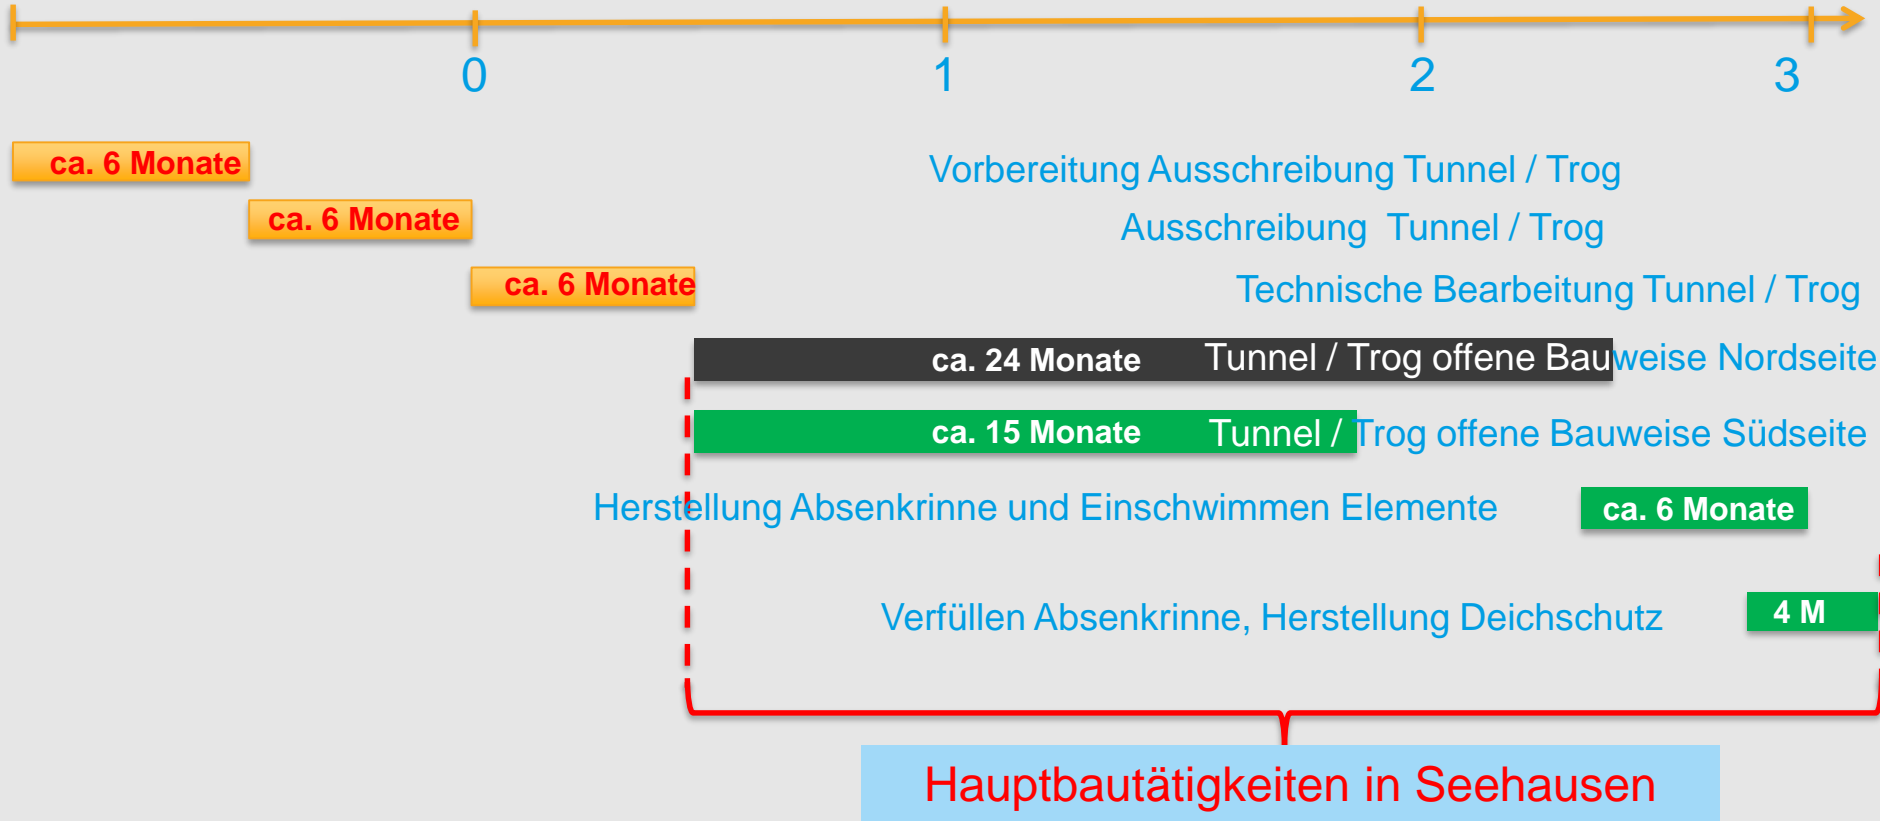 0 1 2 3
ca. 6 Monate Vorbereitung Ausschreibung Tunnel / Trog
ca. 6 Monate Ausschreibung Tunnel / Trog
ca. 6 Monate Technische Bearbeitung Tunnel / Trog
ca. 24 Monate Tunnel / Trog offene Bauweise Nordseite
ca. 15 Monate Tunnel / Trog offene Bauweise Südseite
Herstellung Absenkrinne und Einschwimmen Elemente ca. 6 Monate
Verfüllen Absenkrinne, Herstellung Deichschutz 4 M
Hauptbautätigkeiten in Seehausen